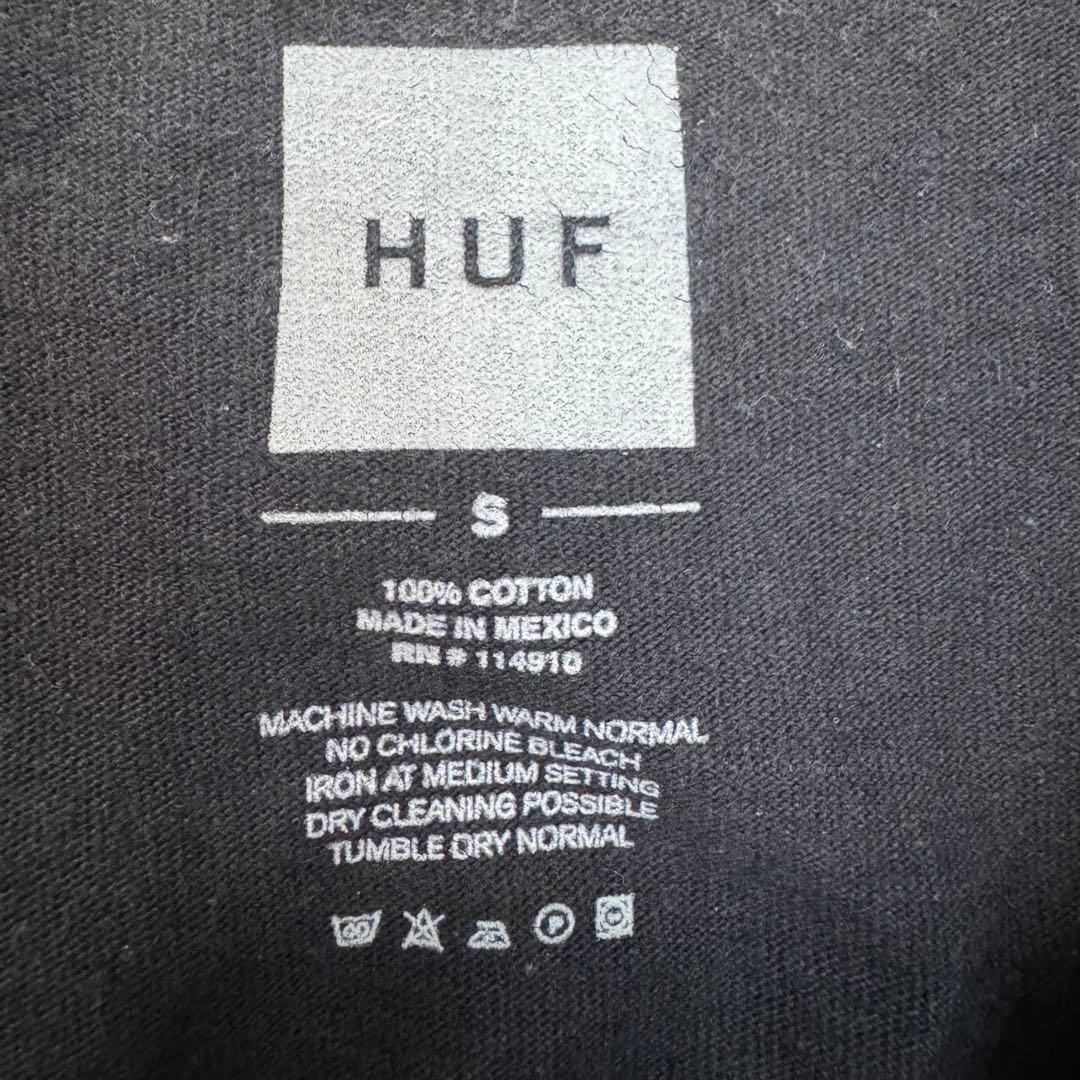 HUF
S
100% COTTON
MADE IN MEXICO
RN # 114910
MACHINE WASH WARM NORMAL
NO CHLORINE BLEACH
IRON AT MEDIUM SETTING
DRY CLEANING POSSIBLE
TUMBLE DRY NORMAL
P